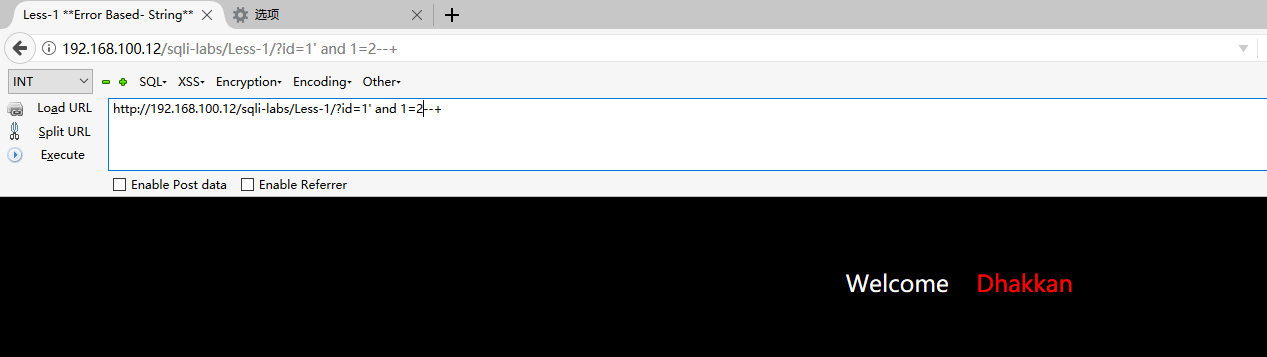 Less-1 **Error Based- String**
选项
192.168.100.12/sqli-labs/Less-1/?id=1' and 1=2--+
INT SQL XSS Encryption Encoding Other
Load URL
http://192.168.100.12/sqli-labs/Less-1/?id=1' and 1=2--+
Split URL
Execute
Enable Post data Enable Referrer
Welcome Dhakkan